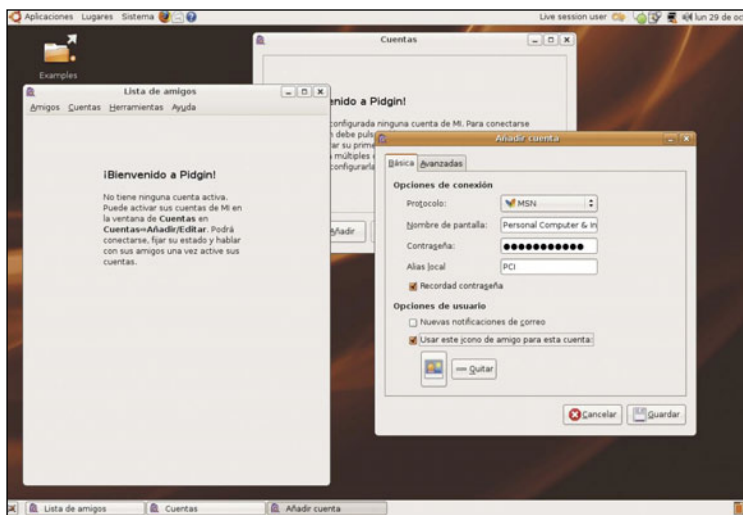 Aplicaciones Lugares Sistema
Live session user
lun 29 de oc
Examples
Cuentas
enido a Pidgin!
configurada ninguna cuenta de MI. Para conectarse
n debe puls
ar su prime
múltiples
configurarla
Añadir
Lista de amigos
Amigos Cuentas Herramientas Ayuda
¡Bienvenido a Pidgin!
No tiene ninguna cuenta activa.
Puede activar sus cuentas de MI en
la ventana de Cuentas en
Cuentas⇒Añadir/Editar. Podrá
conectarse, fijar su estado y hablar
con sus amigos una vez active sus
cuentas.
Añadir cuenta
Básica Avanzadas
Opciones de conexión
Protocolo: MSN
Nombre de pantalla: Personal Computer & In
Contraseña: ●●●●●●●●●●●
Alias local PCI
Recordad contraseña
Opciones de usuario
Nuevas notificaciones de correo
Usar este icono de amigo para esta cuenta:
Quitar
Cancelar Guardar
Lista de amigos Cuentas Añadir cuenta